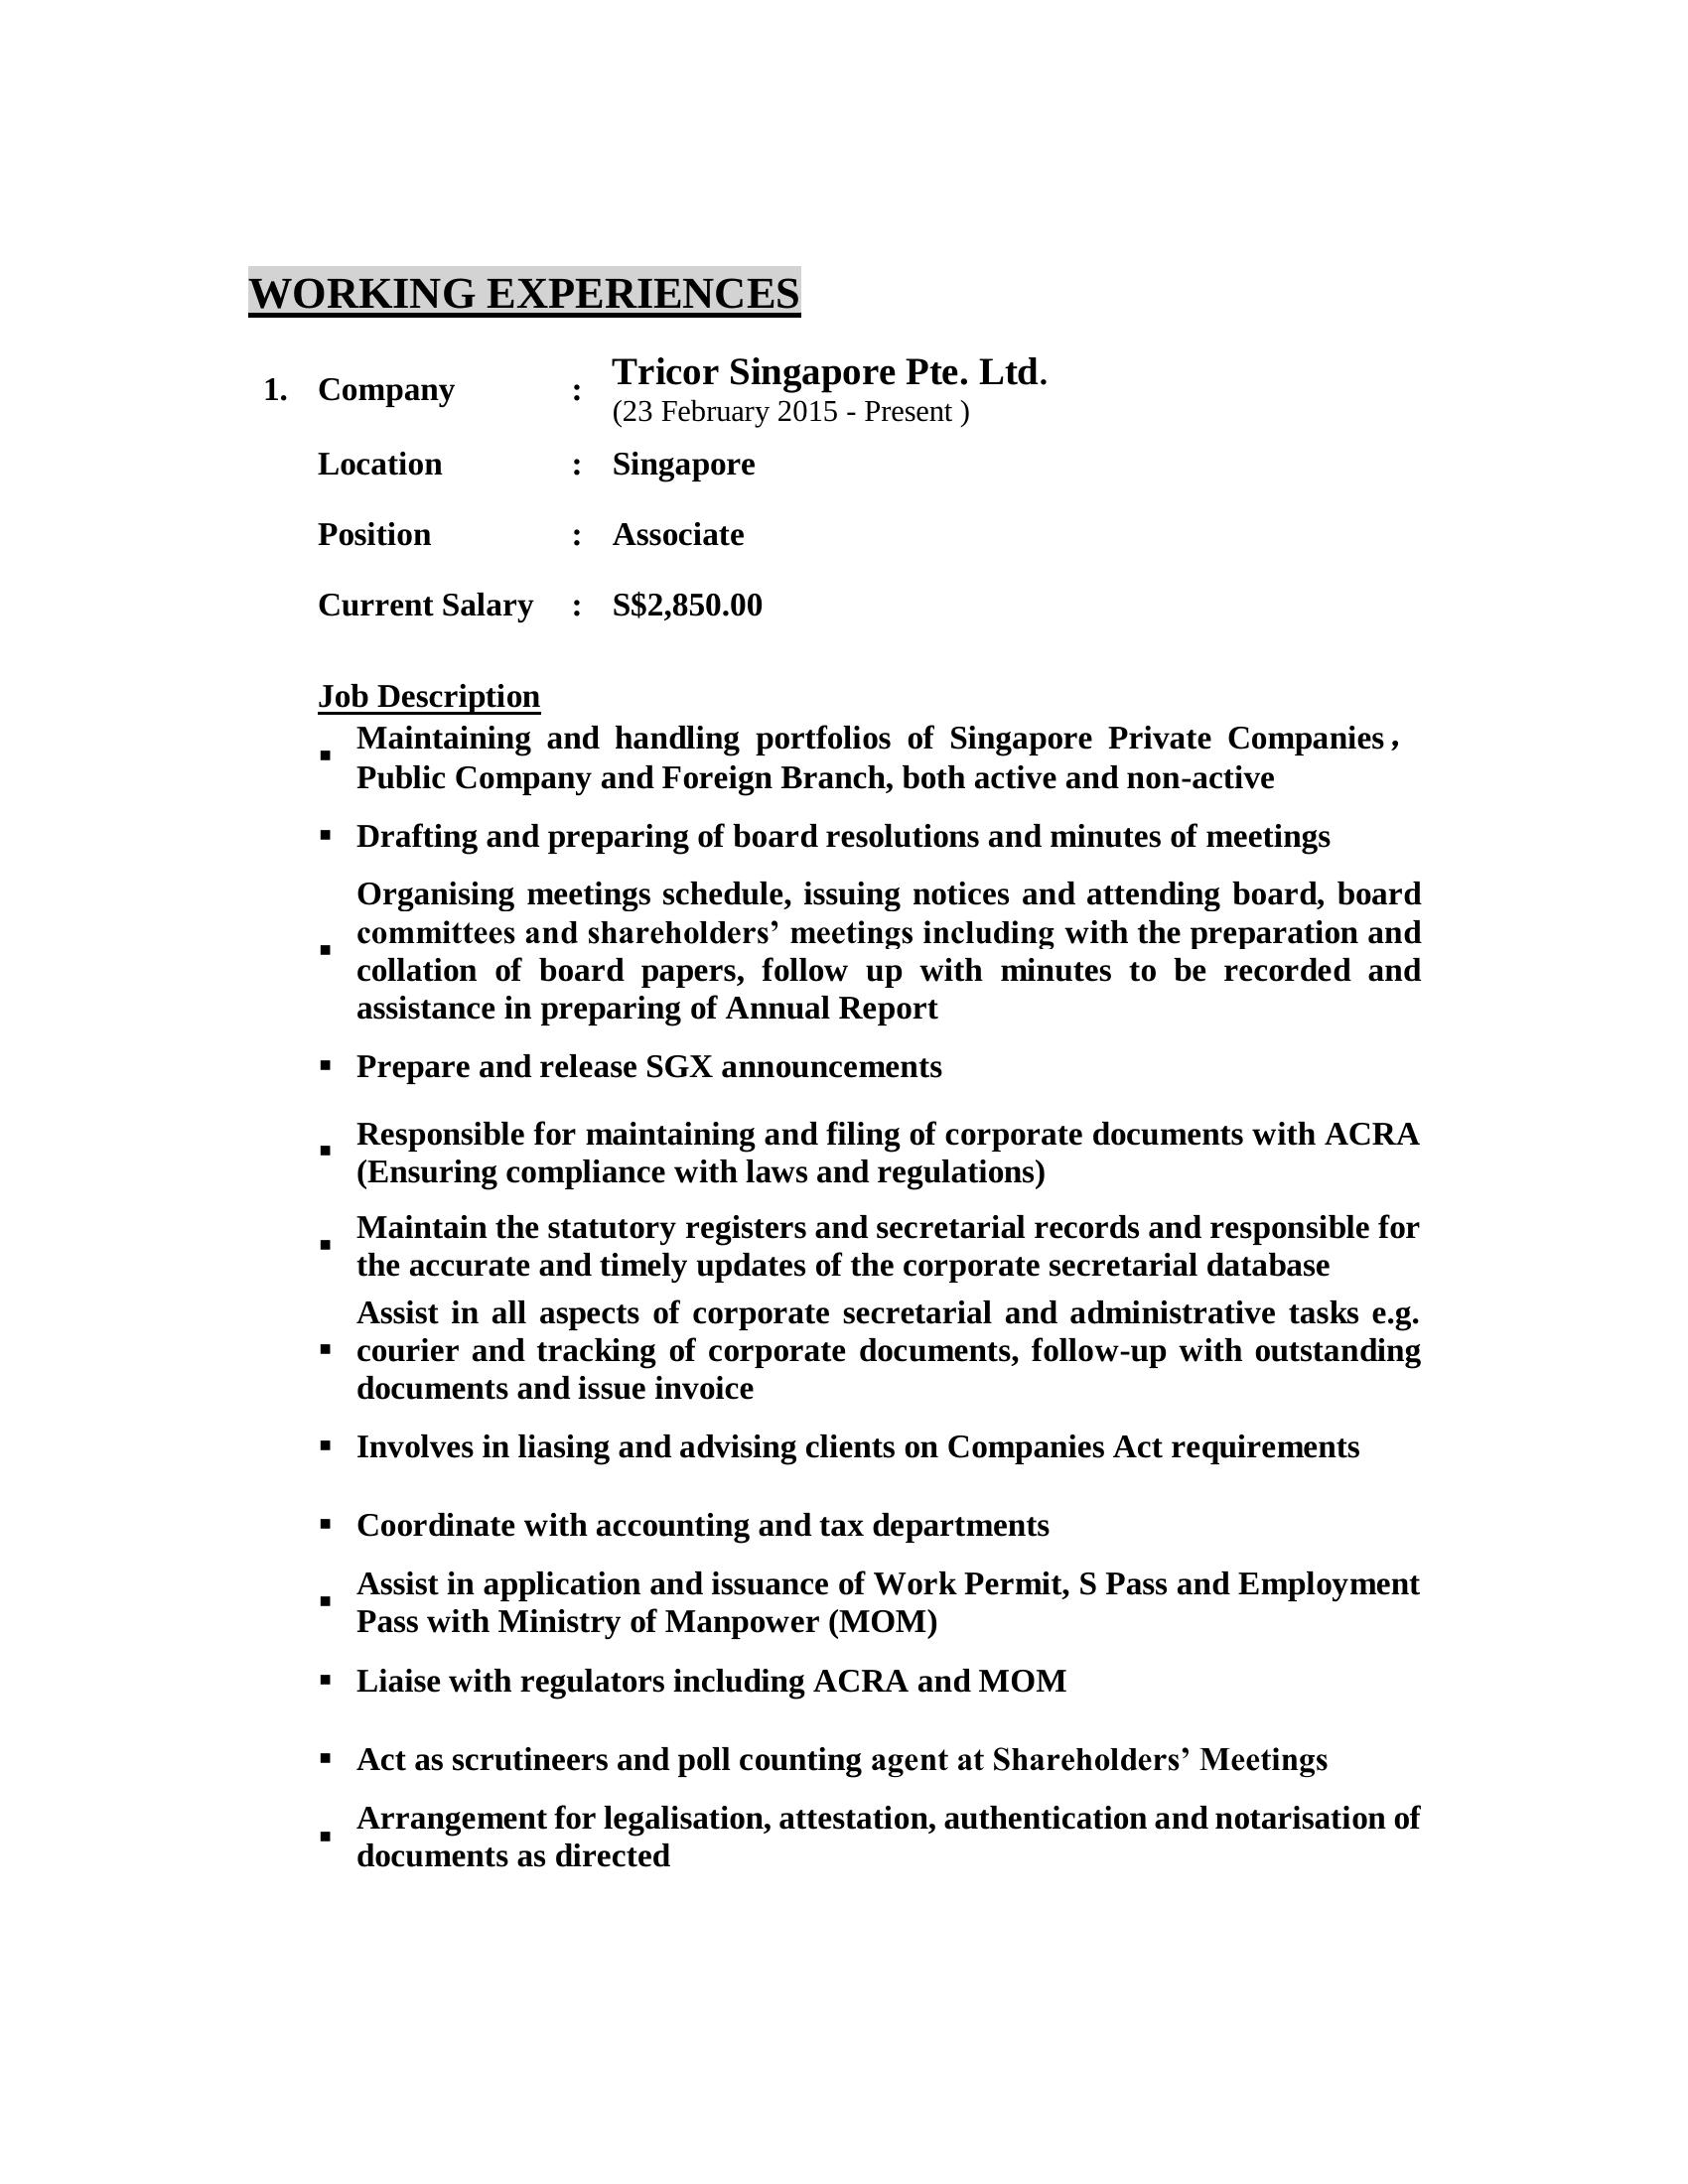 WORKING EXPERIENCES
1. Company : Tricor Singapore Pte. Ltd.
(23 February 2015 - Present )
Location : Singapore
Position : Associate
Current Salary : S$2,850.00
Job Description
▪ Maintaining and handling portfolios of Singapore Private Companies ,
Public Company and Foreign Branch, both active and non-active
▪ Drafting and preparing of board resolutions and minutes of meetings
▪ Organising meetings schedule, issuing notices and attending board, board
committees and shareholders’ meetings including with the preparation and
collation of board papers, follow up with minutes to be recorded and
assistance in preparing of Annual Report
▪ Prepare and release SGX announcements
▪ Responsible for maintaining and filing of corporate documents with ACRA
(Ensuring compliance with laws and regulations)
▪ Maintain the statutory registers and secretarial records and responsible for
the accurate and timely updates of the corporate secretarial database
▪ Assist in all aspects of corporate secretarial and administrative tasks e.g.
courier and tracking of corporate documents, follow-up with outstanding
documents and issue invoice
▪ Involves in liasing and advising clients on Companies Act requirements
▪ Coordinate with accounting and tax departments
▪ Assist in application and issuance of Work Permit, S Pass and Employment
Pass with Ministry of Manpower (MOM)
▪ Liaise with regulators including ACRA and MOM
▪ Act as scrutineers and poll counting agent at Shareholders’ Meetings
▪ Arrangement for legalisation, attestation, authentication and notarisation of
documents as directed